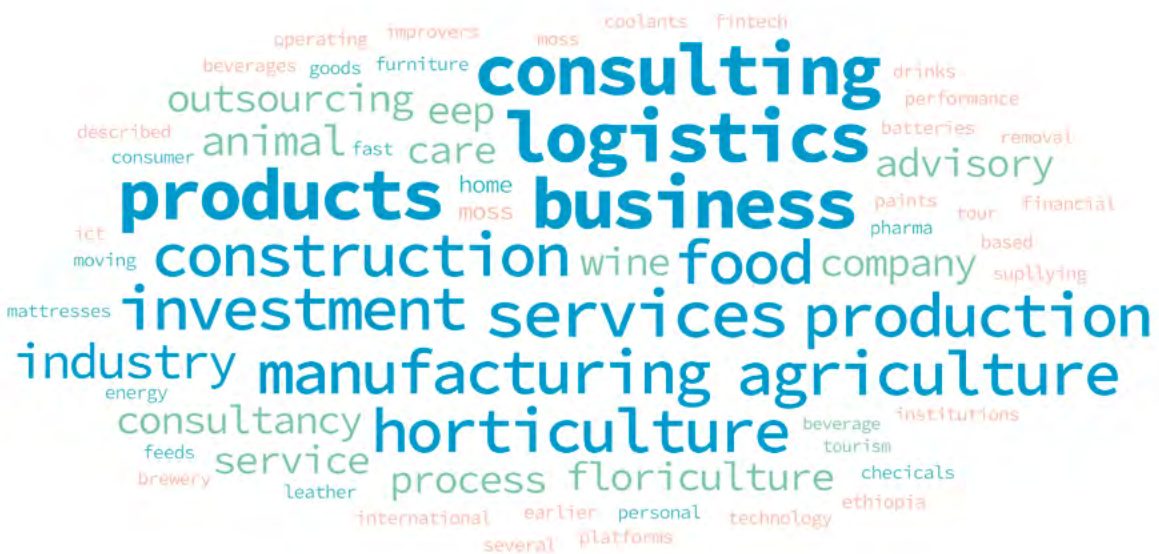 coolants fintech
operating improvers moss
beverages goods furniture consulting drinks
outsourcing eep performance
described animal fast care logistics batteries removal
consumer advisory
products home business paints tour financial
moss pharma
ict construction wine food company based
moving supllying
mattresses investment services production
industry manufacturing agriculture
energy
consultancy horticulture beverage institutions
feeds service tourism
brewery leather process floriculture checicals
international earlier personal technology ethiopia
several platforms